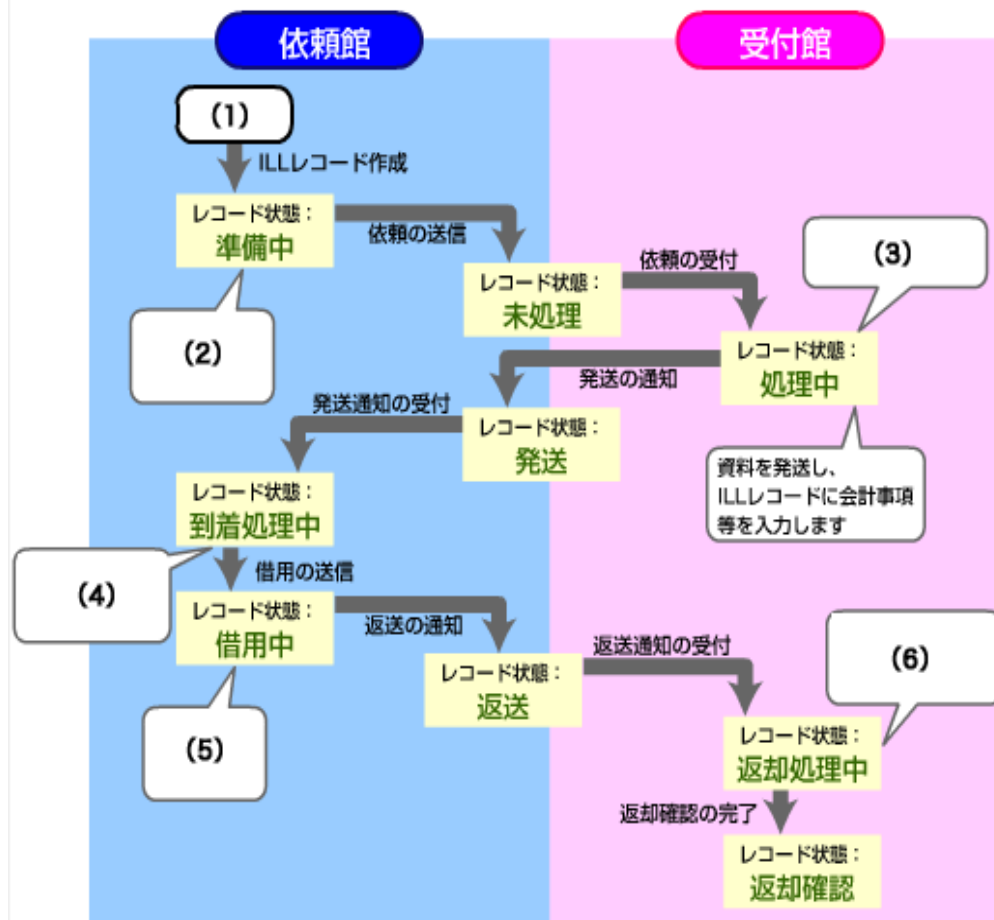 依頼館
受付館
(1)
ILLレコード作成
レコード状態：
準備中
依頼の送信
(2)
レコード状態：
未処理
依頼の受付
(3)
レコード状態：
処理中
発送の通知
資料を発送し、
ILLレコードに会計事項
等を入力します
レコード状態：
発送
発送通知の受付
レコード状態：
到着処理中
(4)
借用の送信
レコード状態：
借用中
(5)
返送の通知
レコード状態：
返送
返送通知の受付
(6)
レコード状態：
返却処理中
返却確認の完了
レコード状態：
返却確認